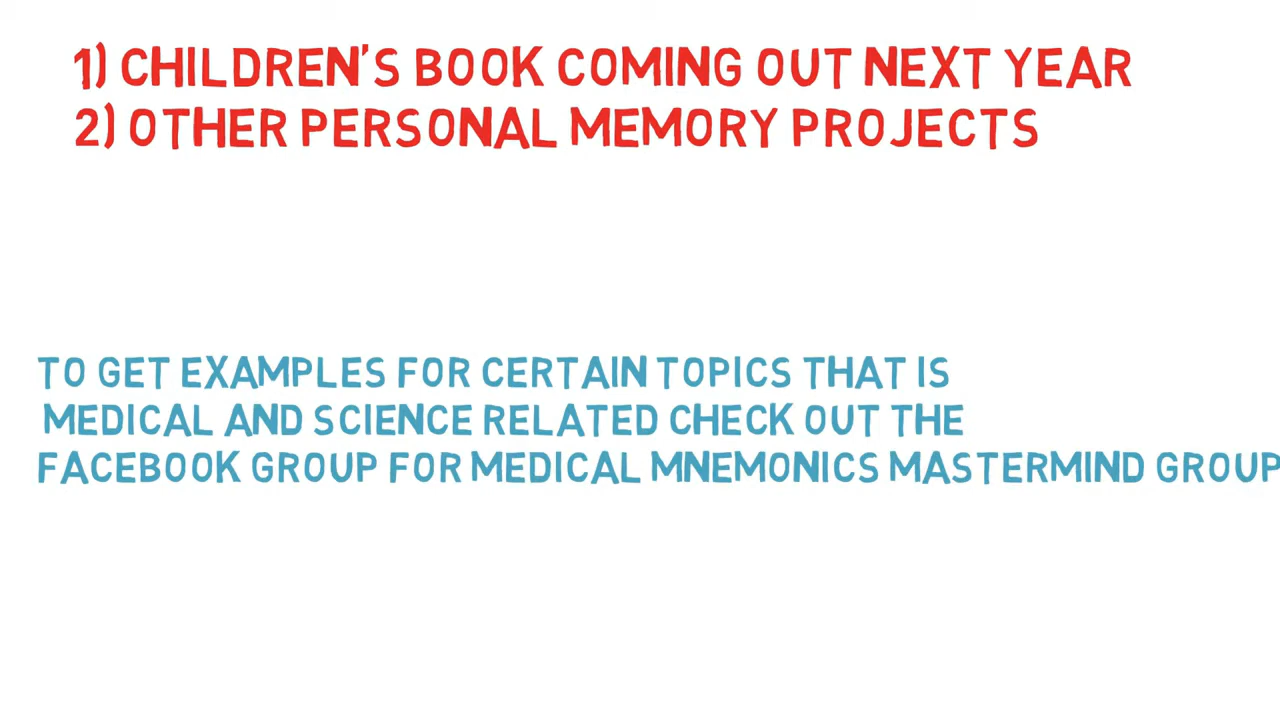 1) CHILDREN'S BOOK COMING OUT NEXT YEAR
2) OTHER PERSONAL MEMORY PROJECTS
TO GET EXAMPLES FOR CERTAIN TOPICS THAT IS
MEDICAL AND SCIENCE RELATED CHECK OUT THE
FACEBOOK GROUP FOR MEDICAL MNEMONICS MASTERMIND GROUP